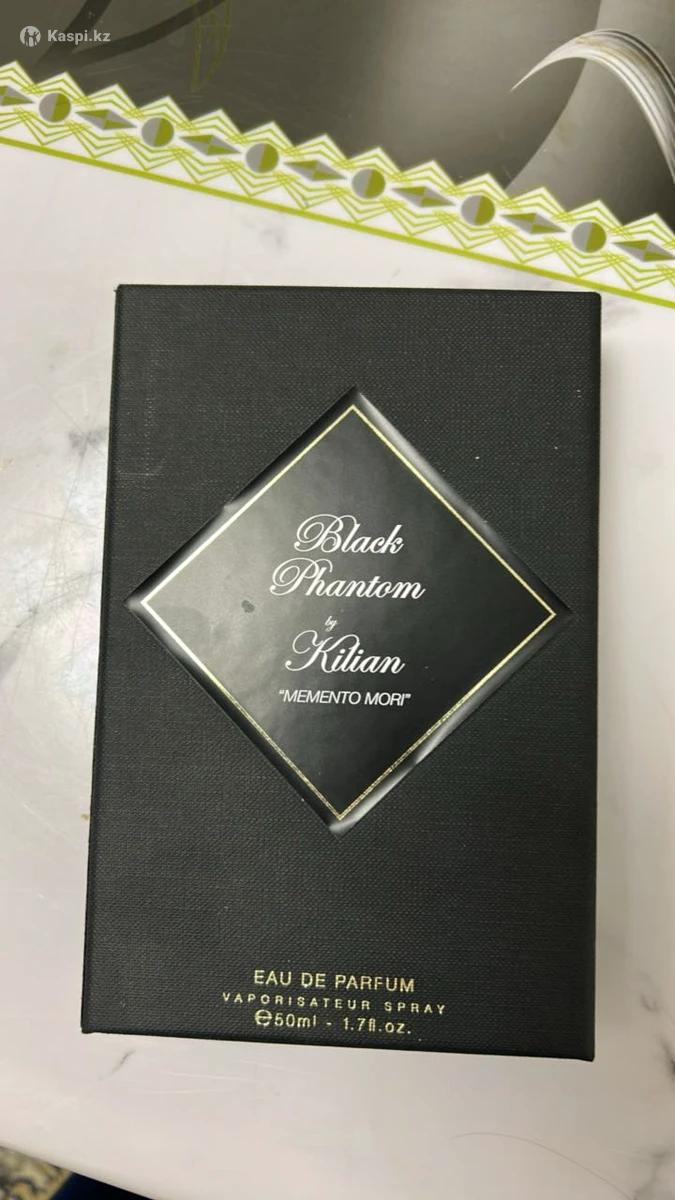 Kaspi.kz
Black
Phantom
by
Kilian
"MEMENTO MORI"
EAU DE PARFUM
VAPORISATEUR SPRAY
℮50ml - 1.7fl.oz.